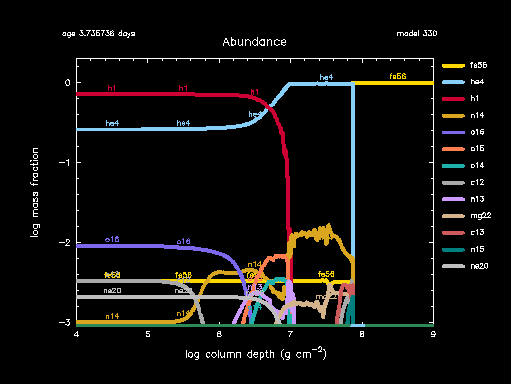 age 3.735736 days
model 330
Abundance
fe56
he4
h1
n14
o16
o15
o14
c12
n13
mg22
c13
n15
ne20
he4
fe56
h1
h1
he4
he4
he4
o16
o16
n14
fe56
fe56
ne20
n14
n14
0
−1
−2
−3
4
5
6
7
8
9
log mass fraction
log column depth (g cm⁻²)